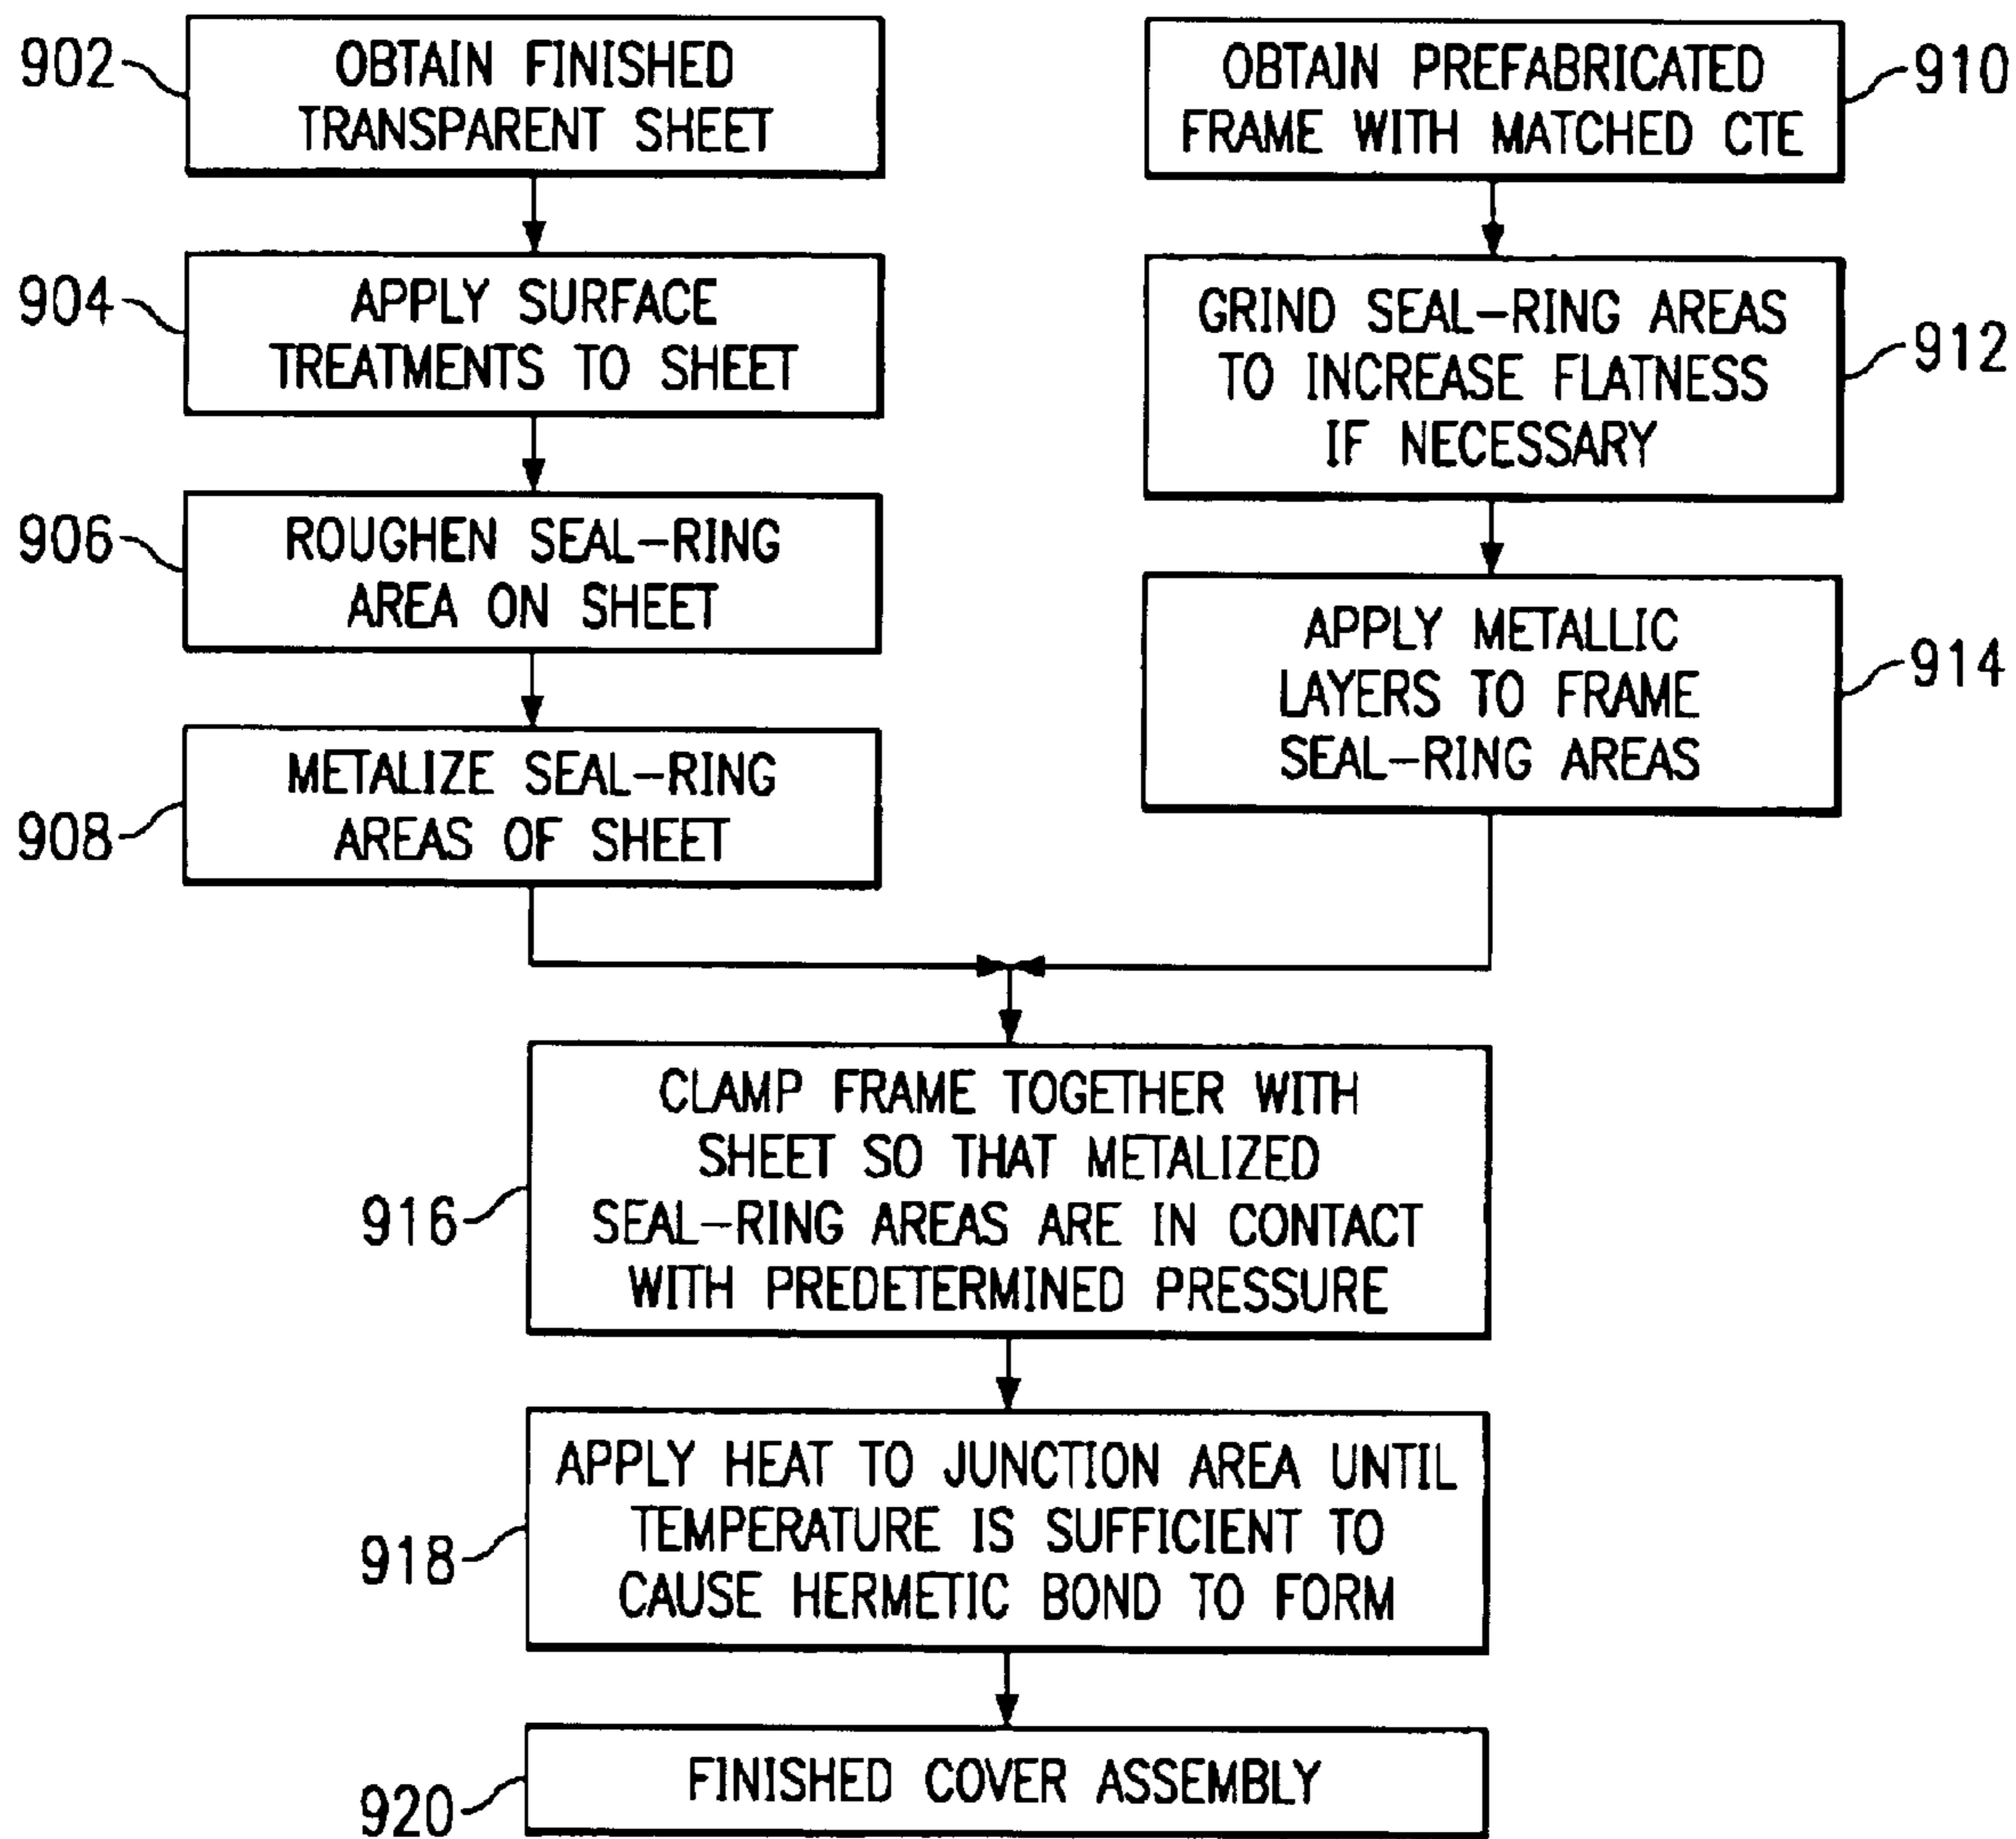 902
OBTAIN FINISHED
TRANSPARENT SHEET
904
APPLY SURFACE
TREATMENTS TO SHEET
906
ROUGHEN SEAL-RING
AREA ON SHEET
908
METALIZE SEAL-RING
AREAS OF SHEET
OBTAIN PREFABRICATED
FRAME WITH MATCHED CTE
910
GRIND SEAL-RING AREAS
TO INCREASE FLATNESS
IF NECESSARY
912
APPLY METALLIC
LAYERS TO FRAME
SEAL-RING AREAS
914
916
CLAMP FRAME TOGETHER WITH
SHEET SO THAT METALIZED
SEAL-RING AREAS ARE IN CONTACT
WITH PREDETERMINED PRESSURE
918
APPLY HEAT TO JUNCTION AREA UNTIL
TEMPERATURE IS SUFFICIENT TO
CAUSE HERMETIC BOND TO FORM
920
FINISHED COVER ASSEMBLY